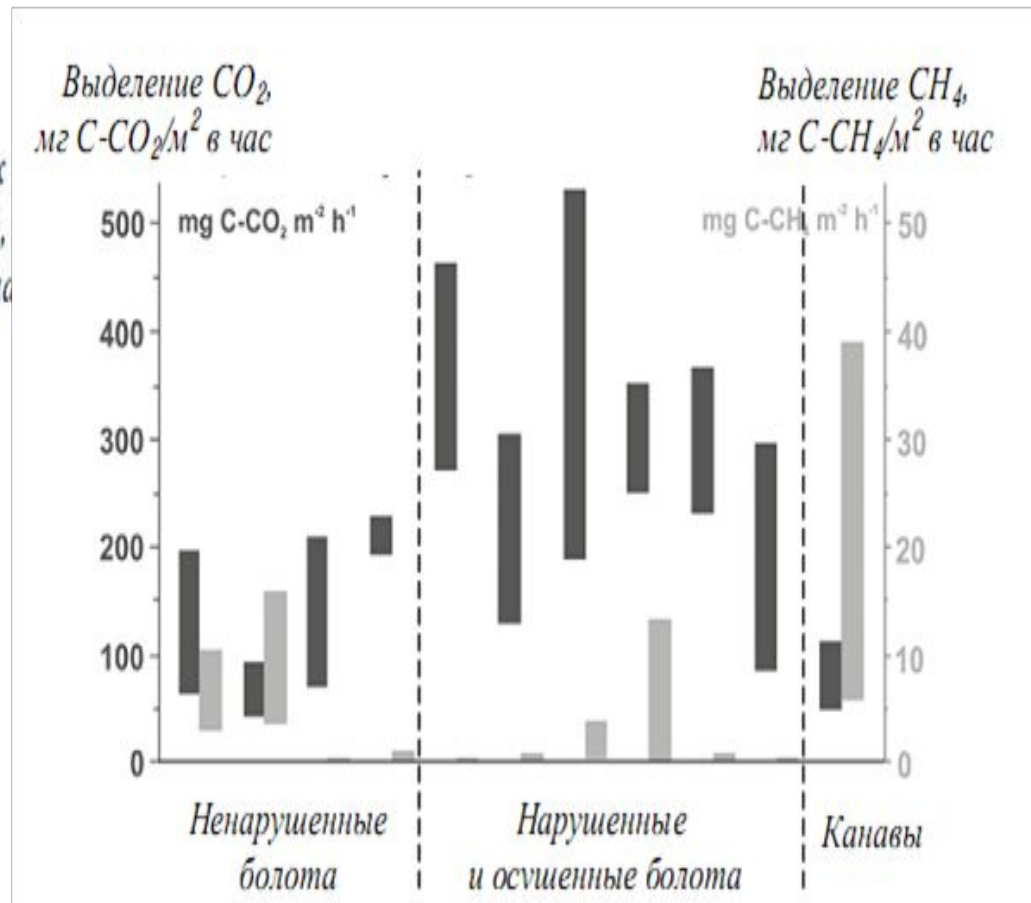 Выделение CO₂,
мг C-CO₂/м² в час
Выделение CH₄,
мг C-CH₄/м² в час
mg C-CO₂ m⁻² h⁻¹
mg C-CH₄ m⁻² h⁻¹
500
400
300
200
100
0
50
40
30
20
10
0
Ненарушенные
болота
Нарушенные
и осушенные болота
Канавы